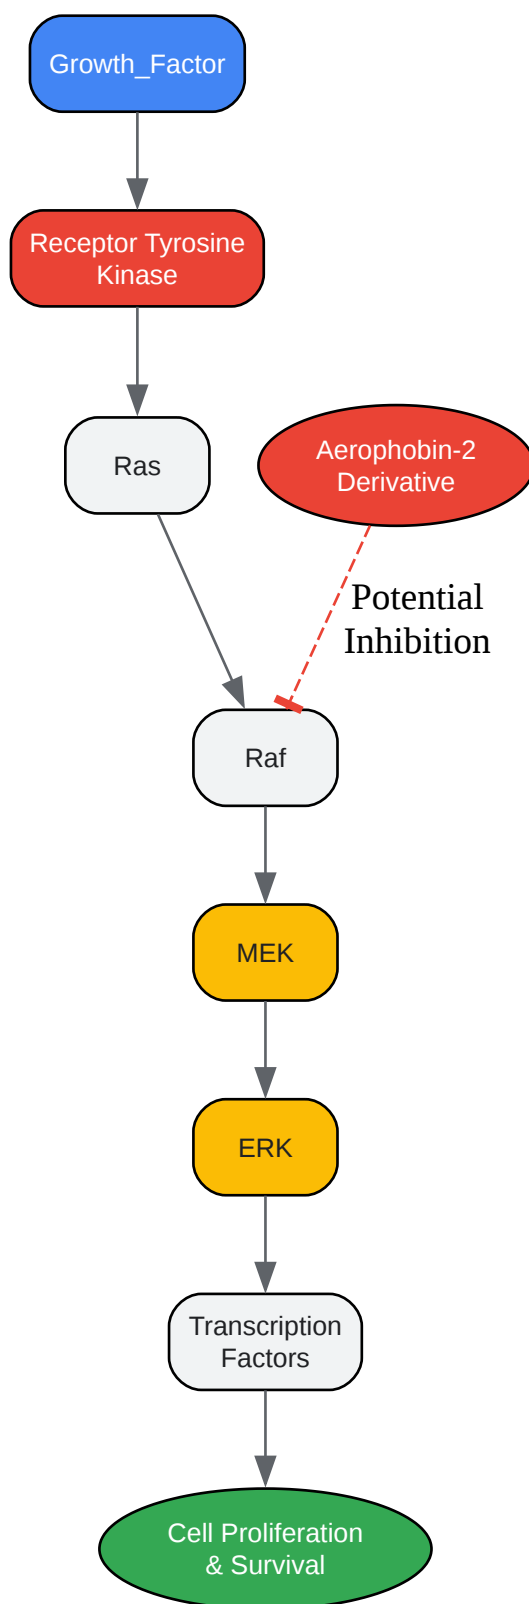 Growth_Factor
Receptor Tyrosine
Kinase
Ras
Aerophobin-2
Derivative
Potential
Inhibition
Raf
MEK
ERK
Transcription
Factors
Cell Proliferation
& Survival